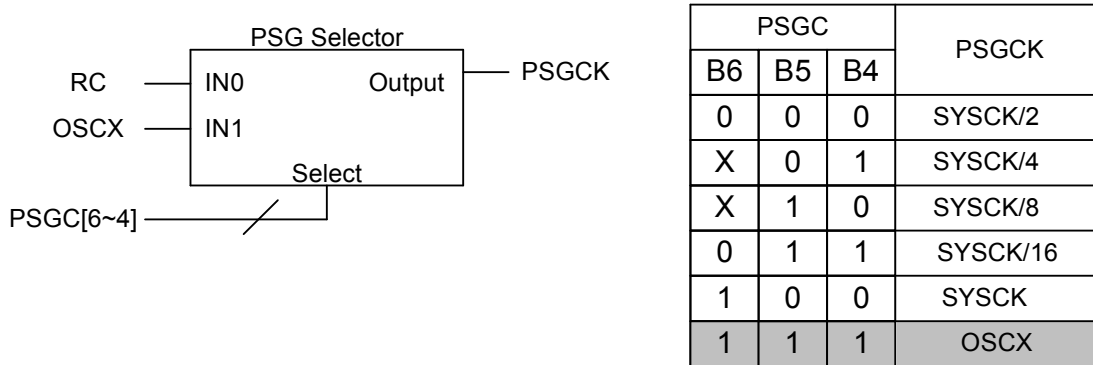 PSG Selector
RC IN0 Output PSGCK
OSCX IN1
Select
PSGC[6~4]
PSGC PSGCK
B6 B5 B4
0 0 0 SYSCK/2
X 0 1 SYSCK/4
X 1 0 SYSCK/8
0 1 1 SYSCK/16
1 0 0 SYSCK
1 1 1 OSCX